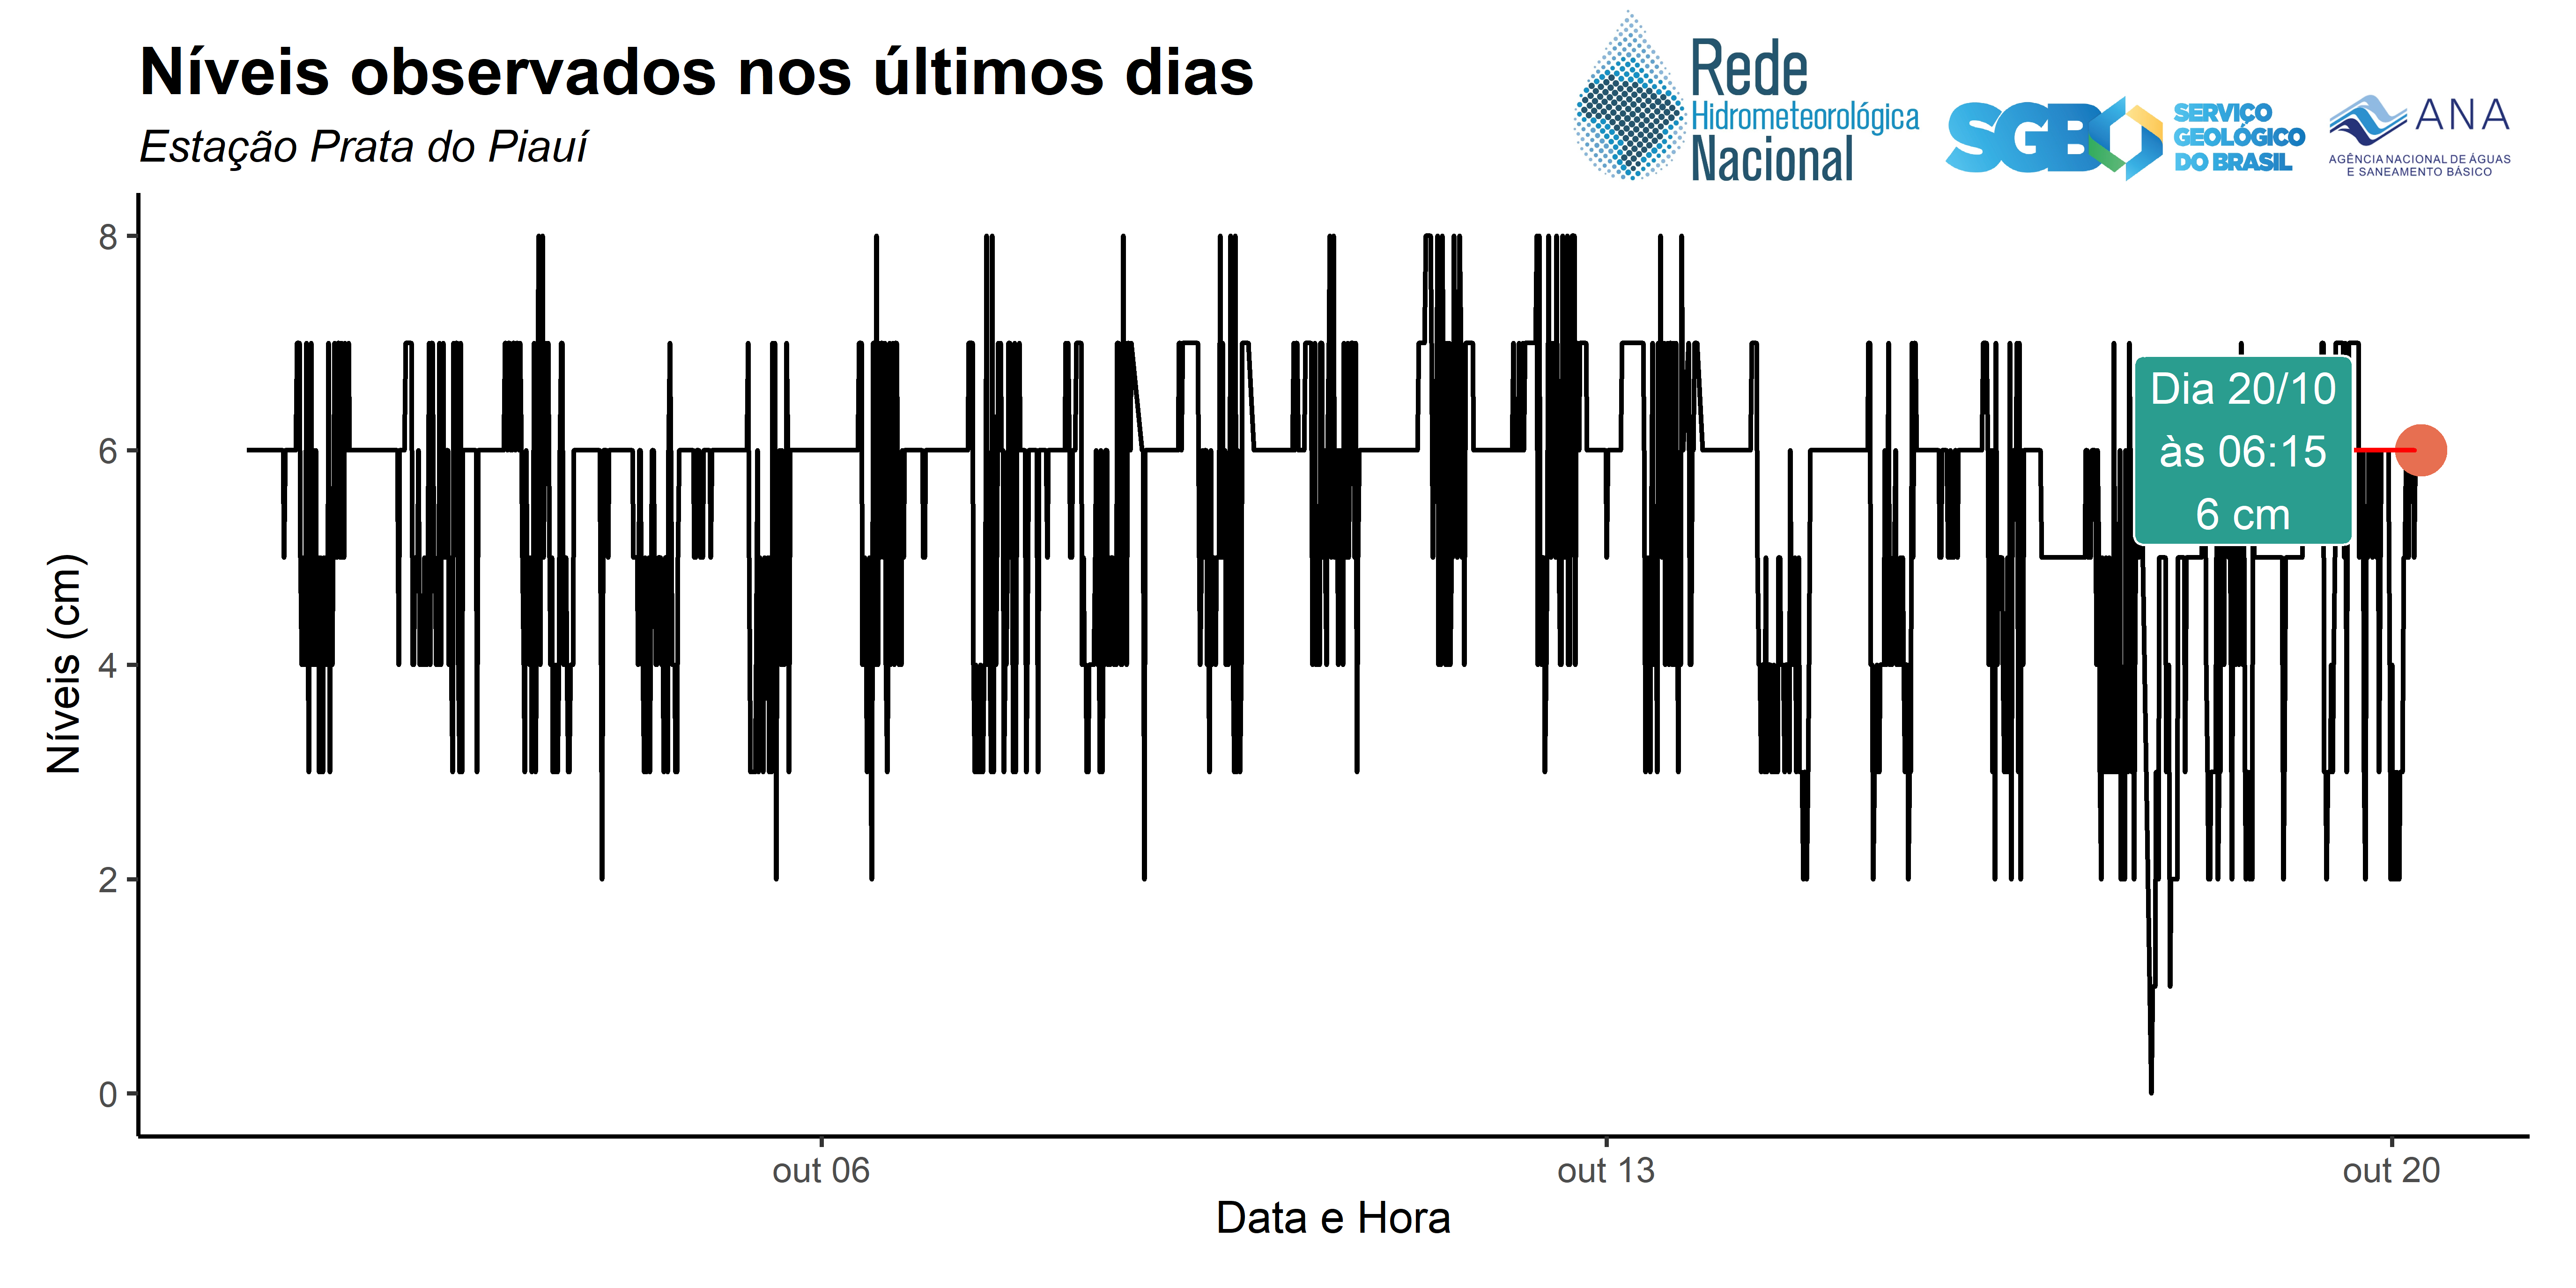 Níveis observados nos últimos dias
Estação Prata do Piauí
Rede
Hidrometeorológica
Nacional
SGB
SERVIÇO
GEOLÓGICO
DO BRASIL
ANA
AGÊNCIA NACIONAL DE ÁGUAS
E SANEAMENTO BÁSICO
8
6
4
2
0
Níveis (cm)
Dia 20/10
às 06:15
6 cm
out 06
out 13
out 20
Data e Hora